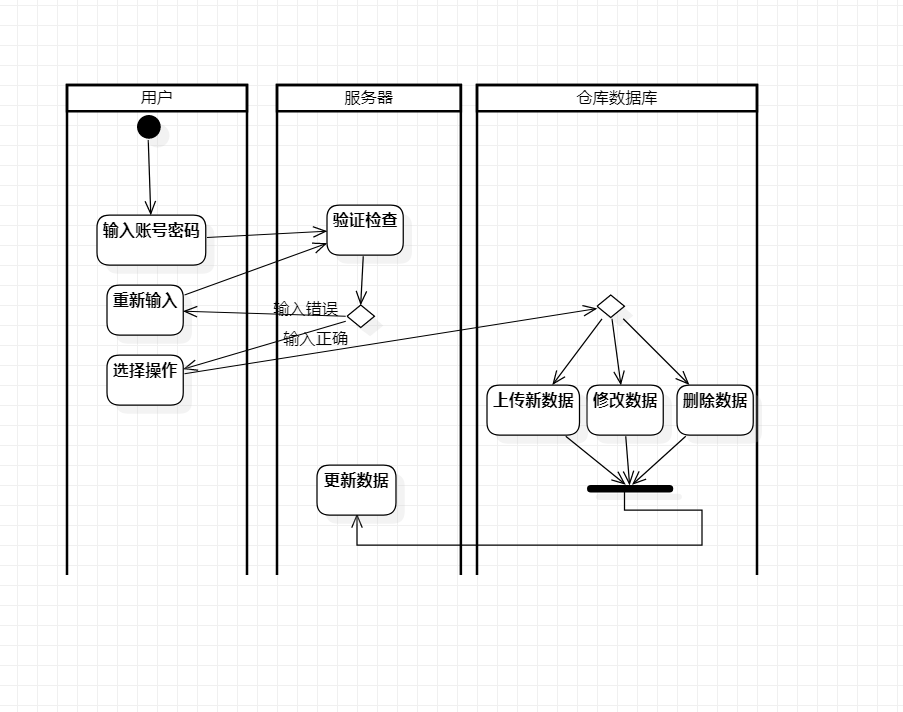 用户
服务器
仓库数据库
输入账号密码
验证检查
重新输入
输入错误
输入正确
选择操作
上传新数据
修改数据
删除数据
更新数据